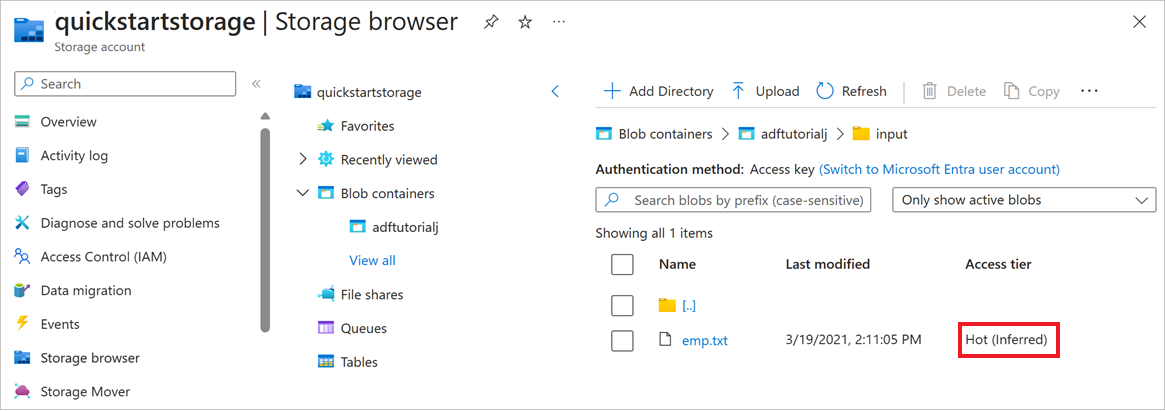 quickstartstorage | Storage browser
Storage account
Search
Overview
Activity log
Tags
Diagnose and solve problems
Access Control (IAM)
Data migration
Events
Storage browser
Storage Mover
quickstartstorage
Favorites
Recently viewed
Blob containers
adftutorialj
View all
File shares
Queues
Tables
Add Directory Upload Refresh Delete Copy
Blob containers adftutorialj input
Authentication method: Access key (Switch to Microsoft Entra user account)
Search blobs by prefix (case-sensitive) Only show active blobs
Showing all 1 items
Name Last modified Access tier
[..]
emp.txt 3/19/2021, 2:11:05 PM Hot (Inferred)